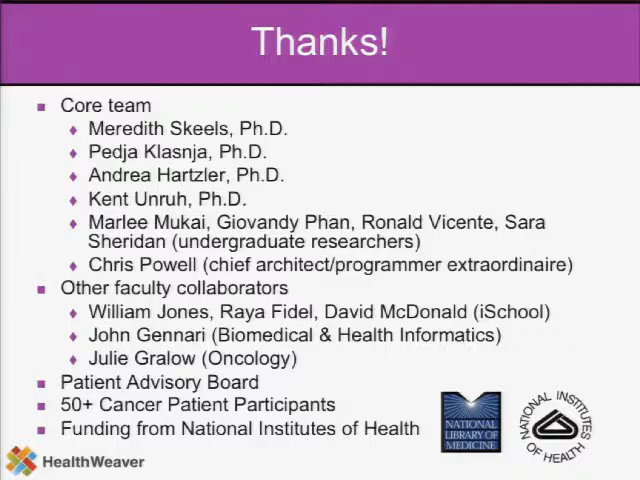 Thanks!
Core team
Meredith Skeels, Ph.D.
Pedja Klasnja, Ph.D.
Andrea Hartzler, Ph.D.
Kent Unruh, Ph.D.
Marlee Mukai, Giovandy Phan, Ronald Vicente, Sara
Sheridan (undergraduate researchers)
Chris Powell (chief architect/programmer extraordinaire)
Other faculty collaborators
William Jones, Raya Fidel, David McDonald (iSchool)
John Gennari (Biomedical & Health Informatics)
Julie Gralow (Oncology)
Patient Advisory Board
50+ Cancer Patient Participants
Funding from National Institutes of Health
NATIONAL
LIBRARY OF
MEDICINE
NATIONAL INSTITUTES
OF HEALTH
HealthWeaver